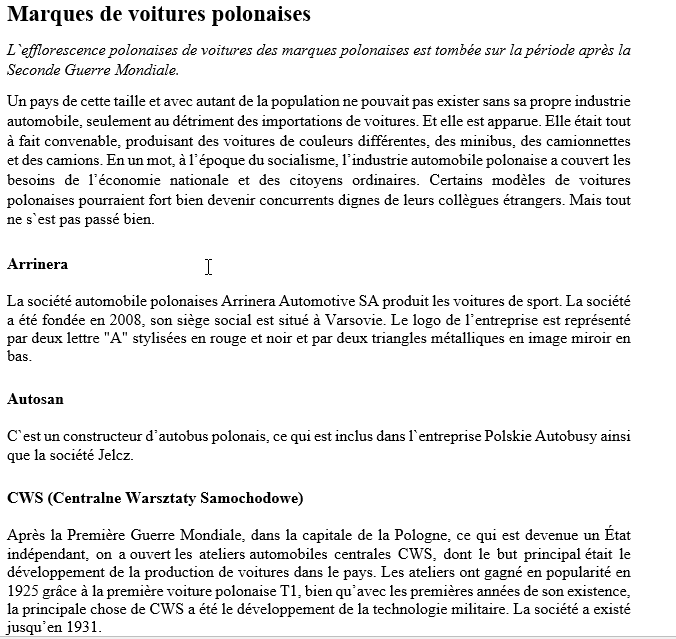 Marques de voitures polonaises
L`efflorescence polonaises de voitures des marques polonaises est tombée sur la période après la
Seconde Guerre Mondiale.
Un pays de cette taille et avec autant de la population ne pouvait pas exister sans sa propre industrie
automobile, seulement au détriment des importations de voitures. Et elle est apparue. Elle était tout
à fait convenable, produisant des voitures de couleurs différentes, des minibus, des camionnettes
et des camions. En un mot, à l’époque du socialisme, l’industrie automobile polonaise a couvert les
besoins de l’économie nationale et des citoyens ordinaires. Certains modèles de voitures
polonaises pourraient fort bien devenir concurrents dignes de leurs collègues étrangers. Mais tout
ne s`est pas passé bien.
Arrinera
La société automobile polonaises Arrinera Automotive SA produit les voitures de sport. La société
a été fondée en 2008, son siège social est situé à Varsovie. Le logo de l’entreprise est représenté
par deux lettre "A" stylisées en rouge et noir et par deux triangles métalliques en image miroir en
bas.
Autosan
C`est un constructeur d’autobus polonais, ce qui est inclus dans l`entreprise Polskie Autobusy ainsi
que la société Jelcz.
CWS (Centralne Warsztaty Samochodowe)
Après la Première Guerre Mondiale, dans la capitale de la Pologne, ce qui est devenue un État
indépendant, on a ouvert les ateliers automobiles centrales CWS, dont le but principal était le
développement de la production de voitures dans le pays. Les ateliers ont gagné en popularité en
1925 grâce à la première voiture polonaise T1, bien qu’avec les premières années de son existence,
la principale chose de CWS a été le développement de la technologie militaire. La société a existé
jusqu’en 1931.